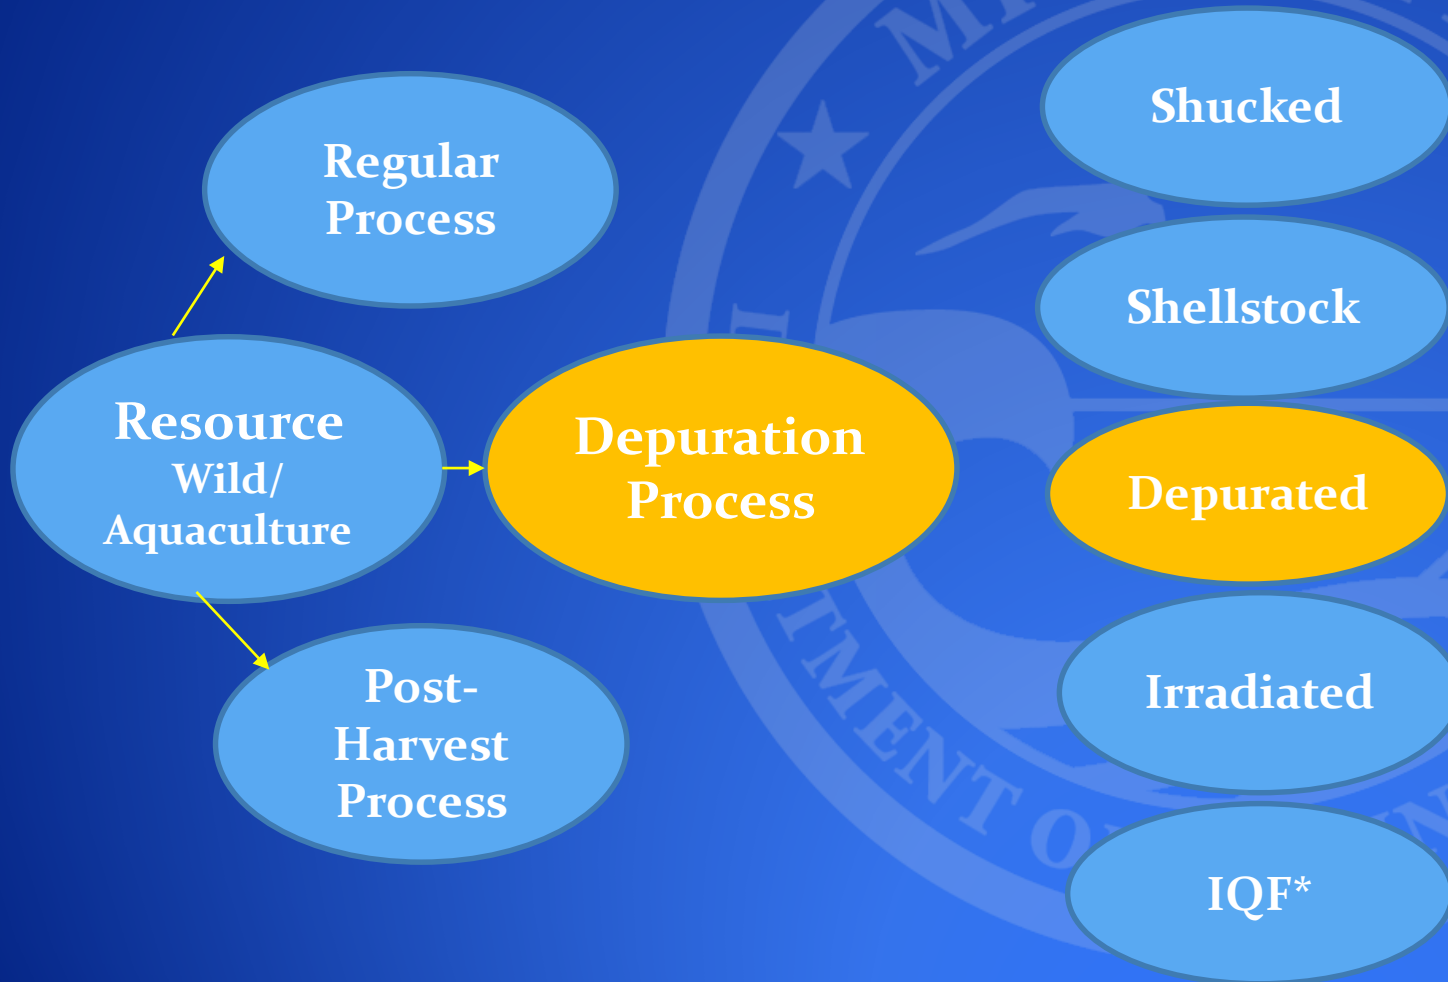 Regular
Process
Resource
Wild/
Aquaculture
Depuration
Process
Post-
Harvest
Process
Shucked
Shellstock
Depurated
Irradiated
IQF*